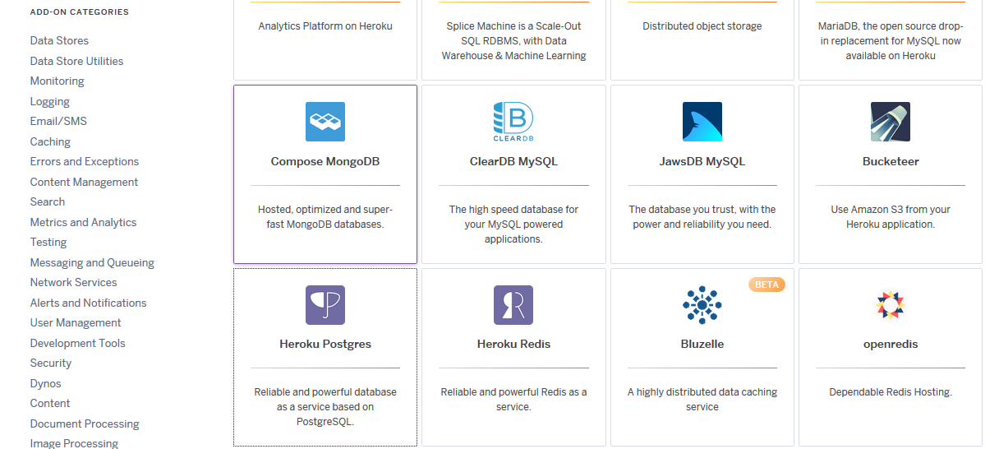 ADD-ON CATEGORIES
Data Stores
Data Store Utilities
Monitoring
Logging
Email/SMS
Caching
Errors and Exceptions
Content Management
Search
Metrics and Analytics
Testing
Messaging and Queueing
Network Services
Alerts and Notifications
User Management
Development Tools
Security
Dynos
Content
Document Processing
Image Processing
Analytics Platform on Heroku
Splice Machine is a Scale-Out
SQL RDBMS, with Data
Warehouse & Machine Learning
Distributed object storage
MariaDB, the open source drop-
in replacement for MySQL now
available on Heroku
Compose MongoDB
Hosted, optimized and super-
fast MongoDB databases.
B
CLEARDB
ClearDB MySQL
The high speed database for
your MySQL powered
applications.
JawsDB MySQL
The database you trust, with the
power and reliability you need.
Bucketeer
Use Amazon S3 from your
Heroku application.
P
Heroku Postgres
Reliable and powerful database
as a service based on
PostgreSQL.
R
Heroku Redis
Reliable and powerful Redis as a
service.
BETA
Bluzelle
A highly distributed data caching
service
openredis
Dependable Redis Hosting.